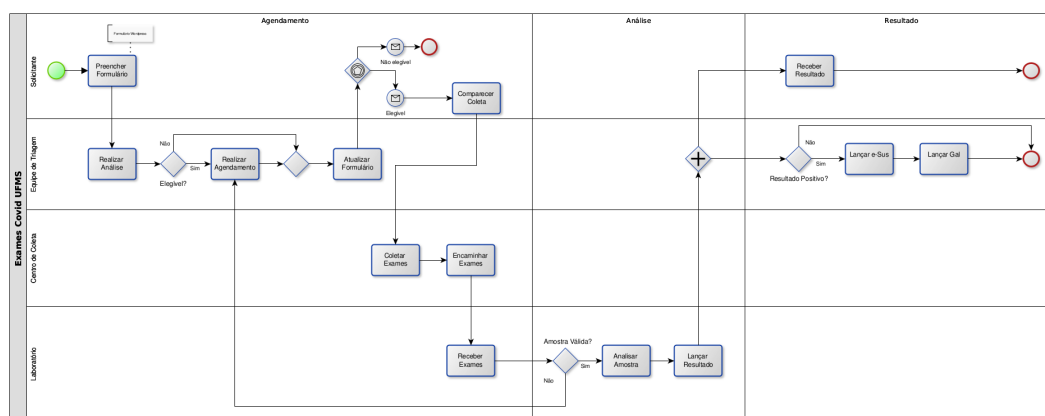 Exames Covid UFMS
Agendamento
Análise
Resultado
Solicitante
Formulário Wordpress
Preencher
Formulário
Não elegível
Elegível
Comparecer
Coleta
Receber
Resultado
Equipe de Triagem
Realizar
Análise
Não
Sim
Elegível?
Realizar
Agendamento
Atualizar
Formulário
Não
Sim
Resultado Positivo?
Lançar e-Sus
Lançar Gal
Centro de Coleta
Coletar
Exames
Encaminhar
Exames
Laboratório
Receber
Exames
Amostra Válida?
Sim
Não
Analisar
Amostra
Lançar
Resultado